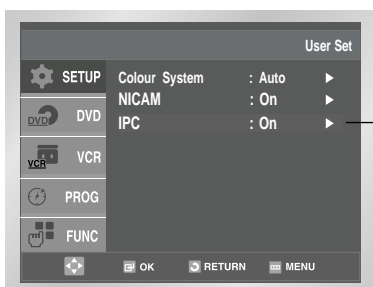 User Set
SETUP
Colour System : Auto ►
NICAM : On ►
DVD DVD
IPC : On ►
VCR VCR
PROG
FUNC
OK RETURN MENU